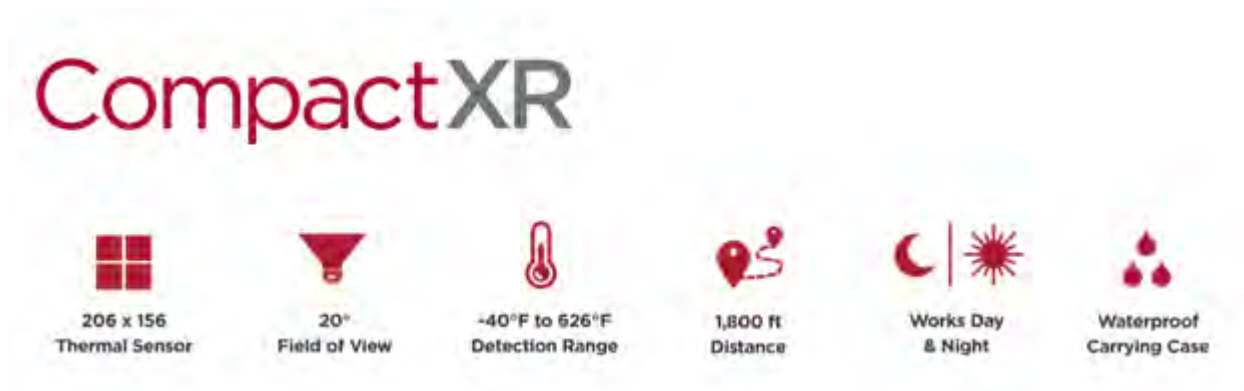 CompactXR
206 x 156
Thermal Sensor
20°
Field of View
-40°F to 626°F
Detection Range
1,800 ft
Distance
Works Day
& Night
Waterproof
Carrying Case